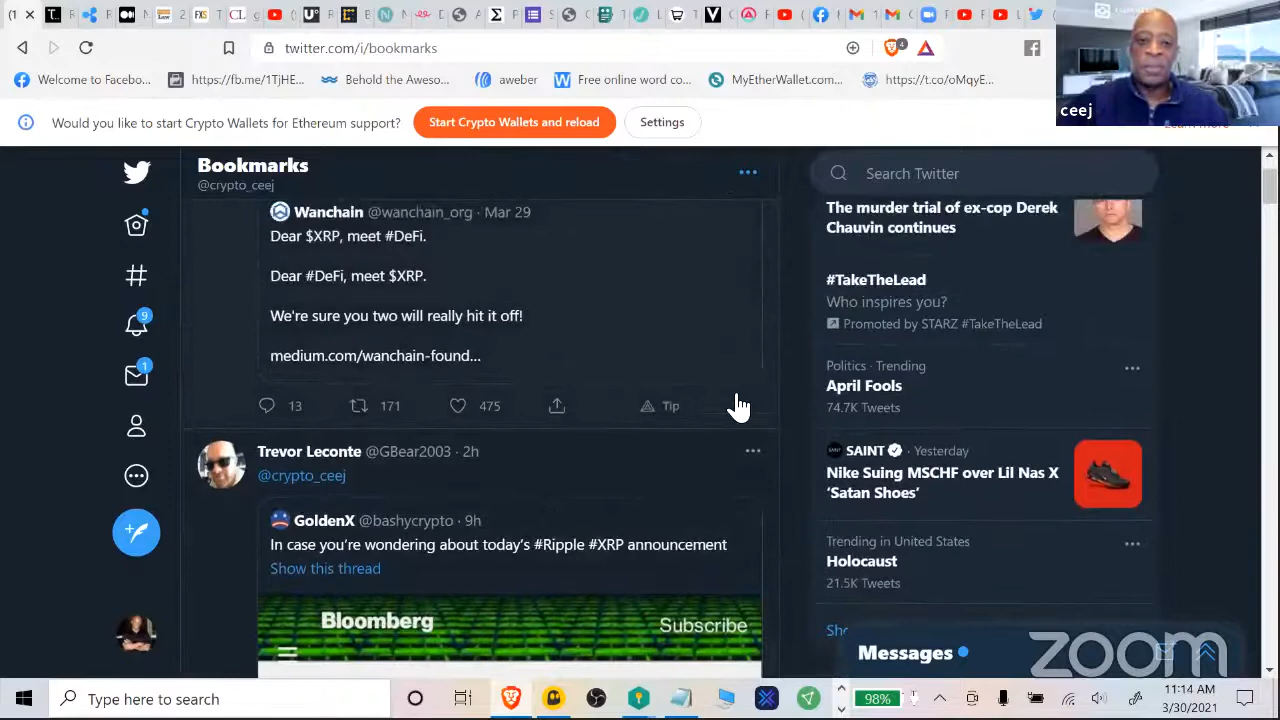 twitter.com/i/bookmarks
4
Welcome to Facebo...
https://fb.me/1TjHE...
Behold the Aweso...
aweber
Free online word co...
MyEtherWallet.com...
https://t.co/oMqyE...
ceej
Would you like to start Crypto Wallets for Ethereum support?
Start Crypto Wallets and reload
Settings
Learn more
Bookmarks
@crypto_ceej
Search Twitter
Wanchain @wanchain_org · Mar 29
Dear $XRP, meet #DeFi.
Dear #DeFi, meet $XRP.
We're sure you two will really hit it off!
medium.com/wanchain-found...
13
171
475
Tip
Trevor Leconte @GBear2003 · 2h
@crypto_ceej
GoldenX @bashycrypto · 9h
In case you're wondering about today's #Ripple #XRP announcement
Show this thread
Bloomberg
Subscribe
9
1
The murder trial of ex-cop Derek
Chauvin continues
#TakeTheLead
Who inspires you?
Promoted by STARZ #TakeTheLead
Politics · Trending
April Fools
74.7K Tweets
SAINT · Yesterday
Nike Suing MSCHF over Lil Nas X
‘Satan Shoes’
Trending in United States
Holocaust
21.5K Tweets
Messages
zoom
Type here to search
98%
11:14 AM
3/30/2021